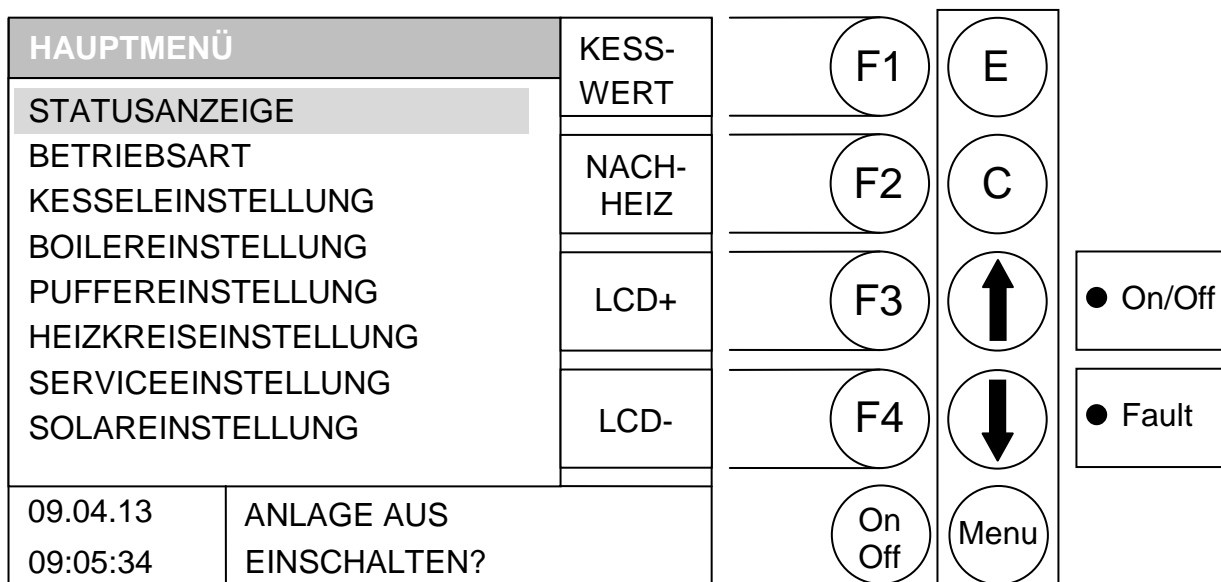 HAUPTMENÜ
STATUSANZEIGE
BETRIEBSART
KESSELEINSTELLUNG
BOILEREINSTELLUNG
PUFFEREINSTELLUNG
HEIZKREISEINSTELLUNG
SERVICEEINSTELLUNG
SOLAREINSTELLUNG
09.04.13
09:05:34
ANLAGE AUS
EINSCHALTEN?
KESS-
WERT
NACH-
HEIZ
LCD+
LCD-
F1
F2
F3
F4
On
Off
E
C
Menu
On/Off
Fault